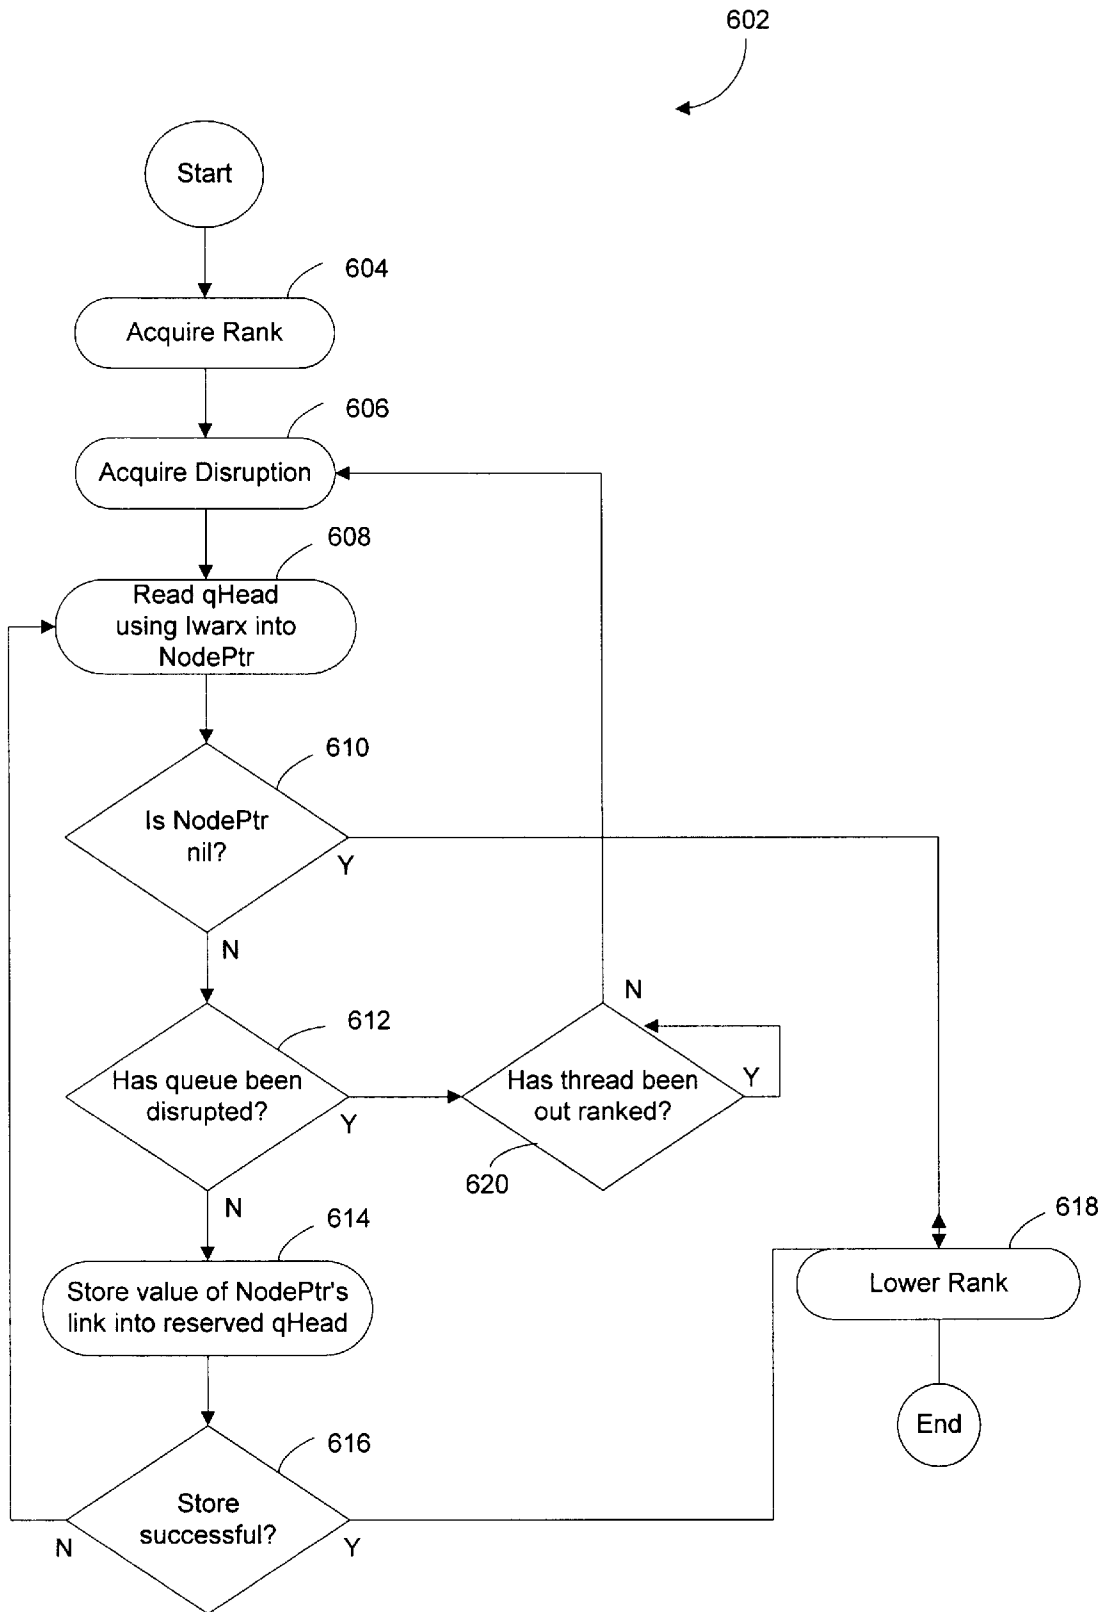 602
Start
604
Acquire Rank
606
Acquire Disruption
608
Read qHead
using lwarx into
NodePtr
610
Is NodePtr
nil?
Y
N
612
Has queue been
disrupted?
Y
N
Has thread been
out ranked?
N
Y
620
614
Store value of NodePtr's
link into reserved qHead
618
Lower Rank
End
616
Store
successful?
N
Y